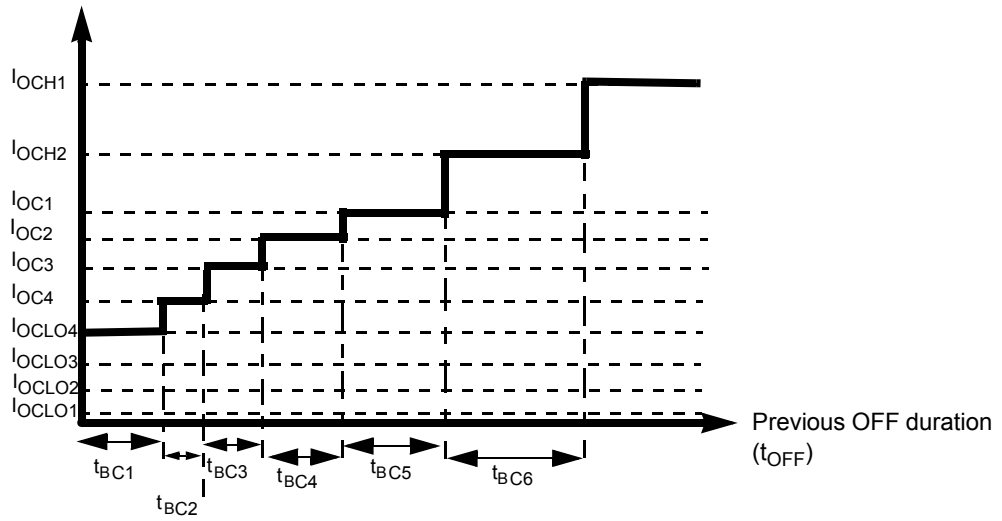 IOCH1
IOCH2
IOC1
IOC2
IOC3
IOC4
IOCLO4
IOCLO3
IOCLO2
IOCLO1
Previous OFF duration
(tOFF)
tBC1
tBC2
tBC3
tBC4
tBC5
tBC6